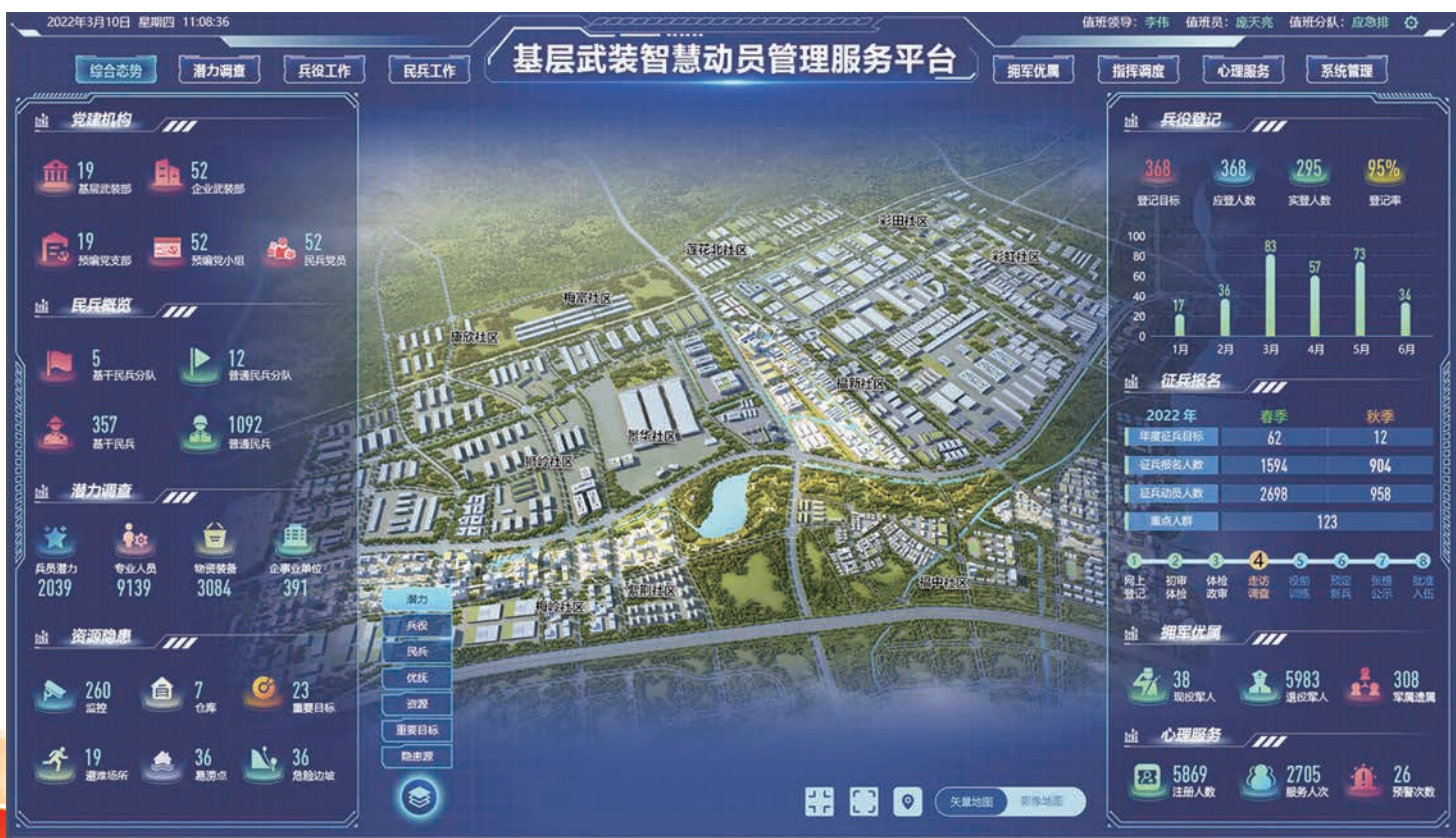 2022年3月10日 星期四 11:08:36
值班领导：李伟 值班员：庞天亮 值班分队：应急排
基层武装智慧动员管理服务平台
综合态势 潜力调查 兵役工作 民兵工作
拥军优属 指挥调度 心理服务 系统管理
党建机构
19 基层武装部
52 企业武装部
19 预编党支部
52 预编党小组
52 民兵党员
民兵概览
5 基干民兵分队
12 普通民兵分队
357 基干民兵
1092 普通民兵
潜力调查
兵员潜力 专业人员 物资装备 企事业单位
2039 9139 3084 391
资源隐患
260 监控
7 仓库
23 重要目标
19 避难场所
36 易涝点
36 危险边坡
彩田社区
莲花北社区
彩虹社区
梅富社区
康欣社区
福新社区
景华社区
狮岭社区
紫荆社区
梅岭社区
福中社区
潜力
兵役
民兵
优抚
资源
重要目标
隐患源
矢量地图 影像地图
兵役登记
368 368 295 95%
登记目标 应登人数 实登人数 登记率
100
80
60
40
20
0
17 36 83 57 73 34
1月 2月 3月 4月 5月 6月
征兵报名
2022年 春季 秋季
年度征兵目标 62 12
征兵报名人数 1594 904
征兵动员人数 2698 958
重点人群 123
1 2 3 4 5 6 7 8
网上登记 初审体检 体检政审 走访调查 役前训练 预定新兵 张榜公示 批准入伍
拥军优属
38 现役军人
5983 退役军人
308 军属遗属
心理服务
5869 注册人数
2705 服务人次
26 预警次数